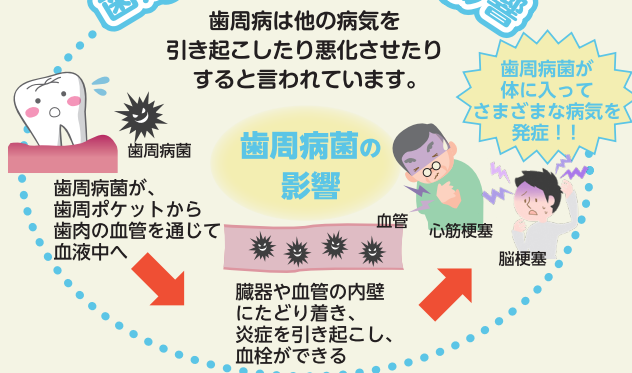 影響
歯周病は他の病気を
引き起こしたり悪化させたり
すると言われています。
歯周病菌が
体に入って
さまざまな病気を
発症！！
歯周病菌
歯周病菌の
影響
歯周病菌が、
歯周ポケットから
歯肉の血管を通じて
血液中へ
血管
心筋梗塞
脳梗塞
臓器や血管の内壁
にたどり着き、
炎症を引き起こし、
血栓ができる